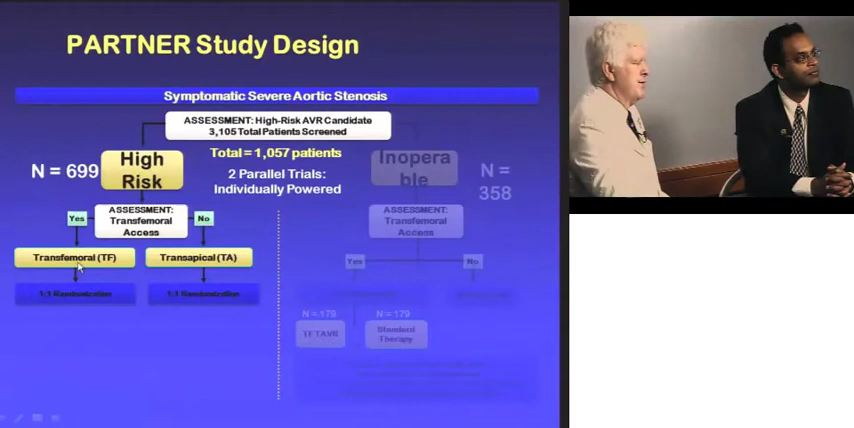 PARTNER Study Design
Symptomatic Severe Aortic Stenosis
ASSESSMENT: High-Risk AVR Candidate
3,105 Total Patients Screened
Total = 1,057 patients
2 Parallel Trials:
Individually Powered
N = 699
High
Risk
Inopera
ble
N =
358
ASSESSMENT:
Transfemoral
Access
ASSESSMENT:
Transfemoral
Access
Yes
No
Yes
No
Transfemoral (TF)
Transapical (TA)
1:1 Randomization
1:1 Randomization
N = 179
N = 179
TF TAVR
Standard
Therapy